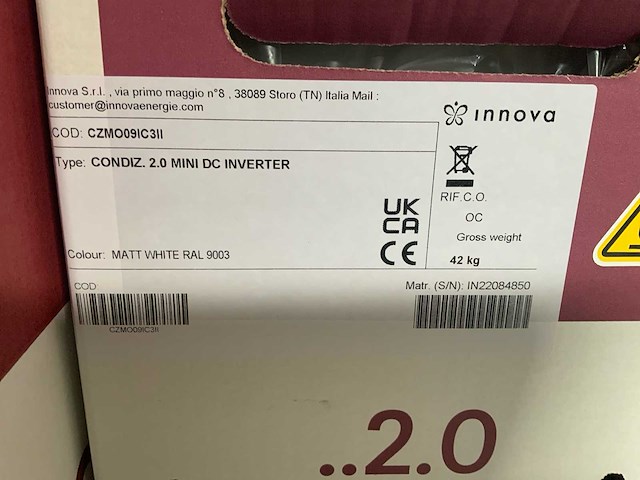 Innova S.r.l. , via primo maggio n°8 , 38089 Storo (TN) Italia Mail :
customer@innovaenergie.com
innova
COD: CZMO09IC3II
Type: CONDIZ. 2.0 MINI DC INVERTER
RIF.C.O.
OC
UK
CA
CE
Gross weight
42 kg
Colour: MATT WHITE RAL 9003
COD
Matr. (S/N): IN22084850
CZMO09IC3II
..2.0